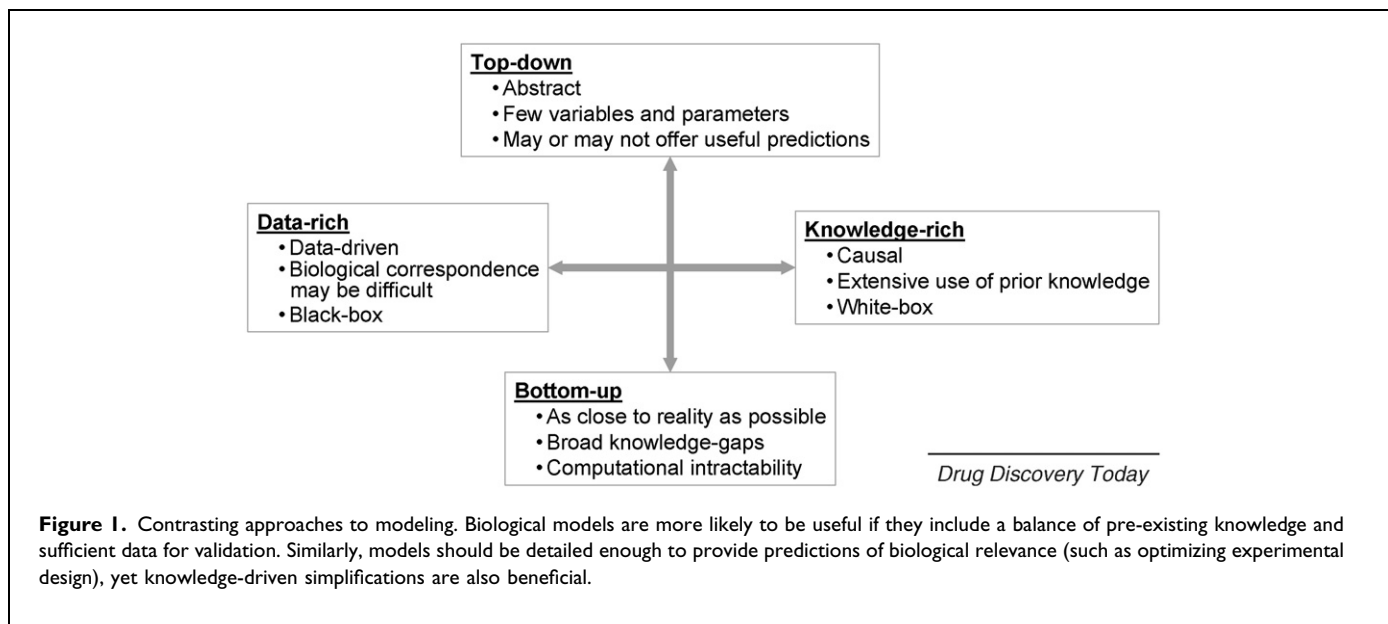 Top-down
• Abstract
• Few variables and parameters
• May or may not offer useful predictions
Data-rich
• Data-driven
• Biological correspondence
may be difficult
• Black-box
Knowledge-rich
• Causal
• Extensive use of prior knowledge
• White-box
Bottom-up
• As close to reality as possible
• Broad knowledge-gaps
• Computational intractability
Drug Discovery Today
Figure 1. Contrasting approaches to modeling. Biological models are more likely to be useful if they include a balance of pre-existing knowledge and
sufficient data for validation. Similarly, models should be detailed enough to provide predictions of biological relevance (such as optimizing experimental
design), yet knowledge-driven simplifications are also beneficial.